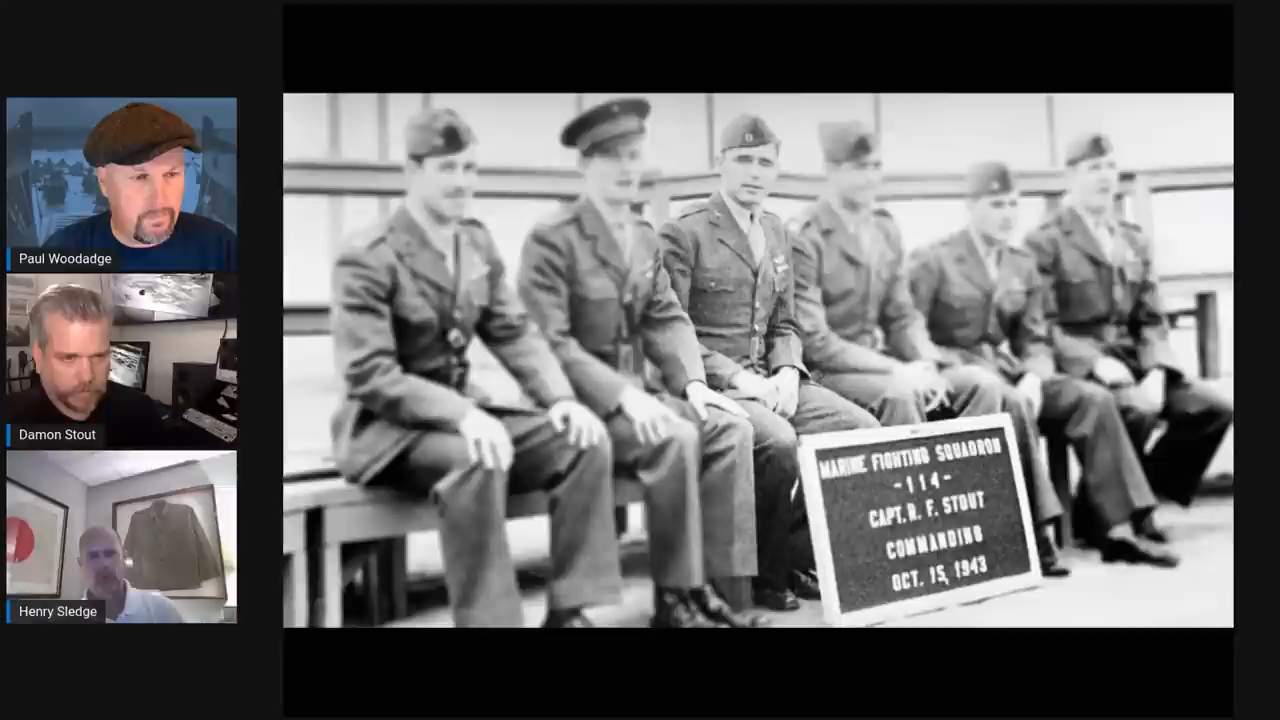 Paul Woodadge
Damon Stout
Henry Sledge
MARINE FIGHTING SQUADRON
-114-
CAPT. R. F. STOUT
COMMANDING
OCT. 15, 1943